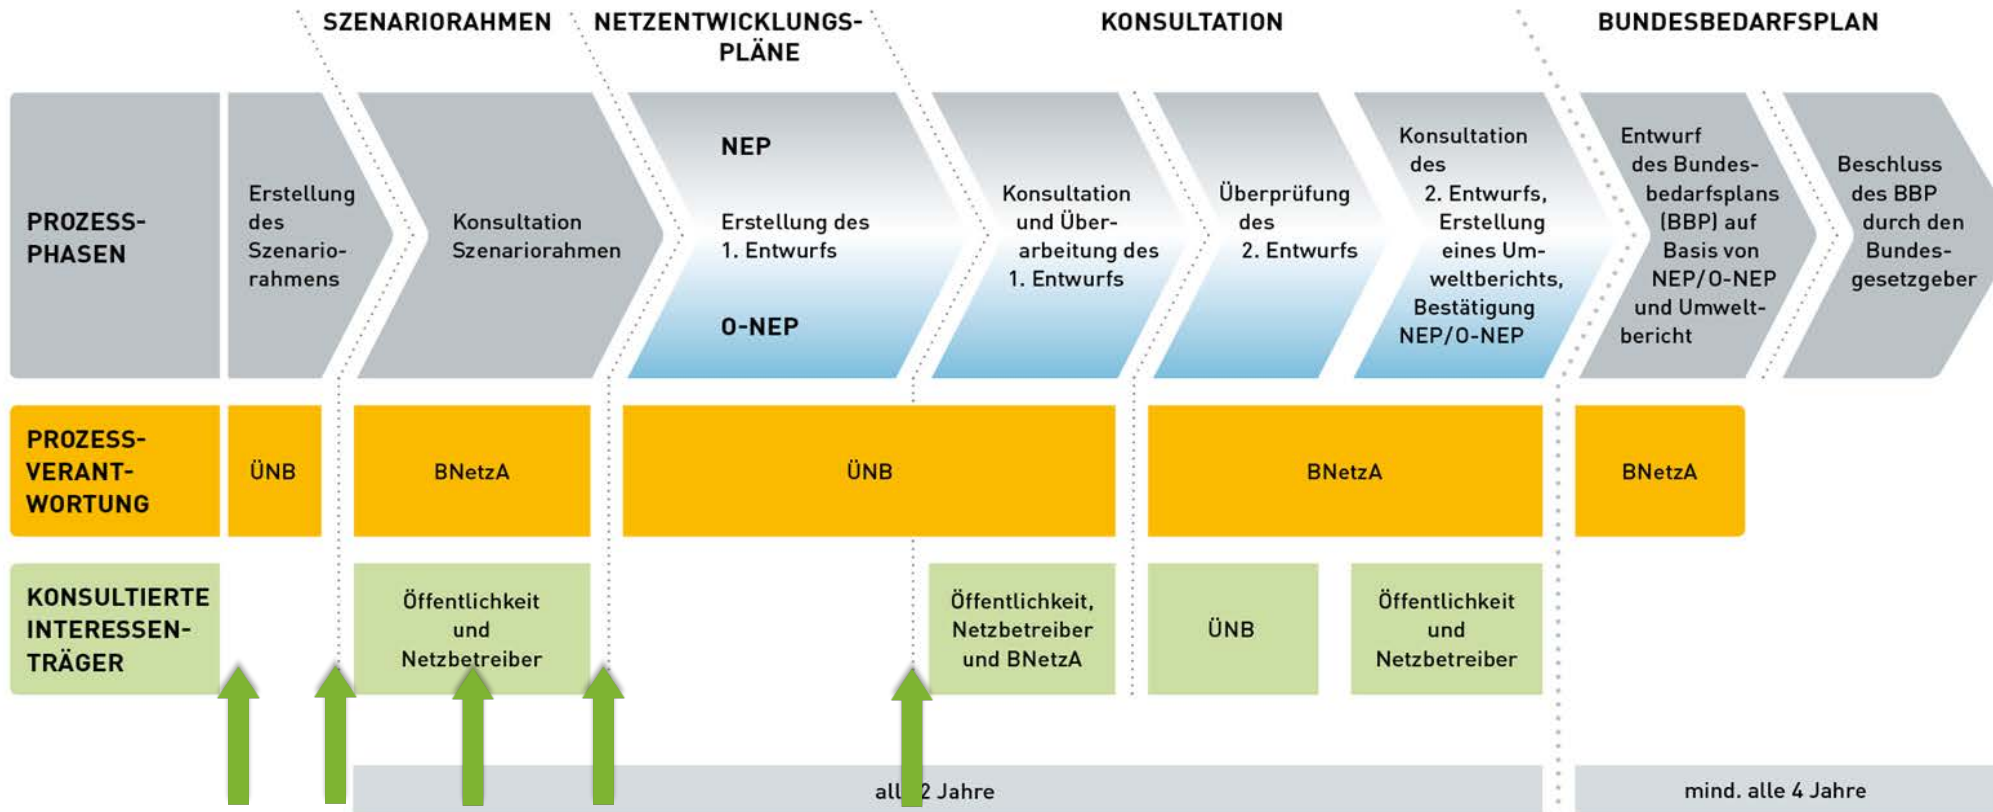 SZENARIORAHMEN
NETZENTWICKLUNGS-
PLÄNE
KONSULTATION
BUNDESBEDARFSPLAN
PROZESS-
PHASEN
Erstellung
des
Szenario-
rahmens
Konsultation
Szenariorahmen
NEP
Erstellung des
1. Entwurfs
O-NEP
Konsultation
und Über-
arbeitung des
1. Entwurfs
Überprüfung
des
2. Entwurfs
Konsultation
des
2. Entwurfs,
Erstellung
eines Um-
weltberichts,
Bestätigung
NEP/O-NEP
Entwurf
des Bundes-
bedarfsplans
(BBP) auf
Basis von
NEP/O-NEP
und Umwelt-
bericht
Beschluss
des BBP
durch den
Bundes-
gesetzgeber
PROZESS-
VERANT-
WORTUNG
ÜNB
BNetzA
ÜNB
BNetzA
BNetzA
KONSULTIERTE
INTERESSEN-
TRÄGER
Öffentlichkeit
und
Netzbetreiber
Öffentlichkeit,
Netzbetreiber
und BNetzA
ÜNB
Öffentlichkeit
und
Netzbetreiber
alle 2 Jahre
mind. alle 4 Jahre